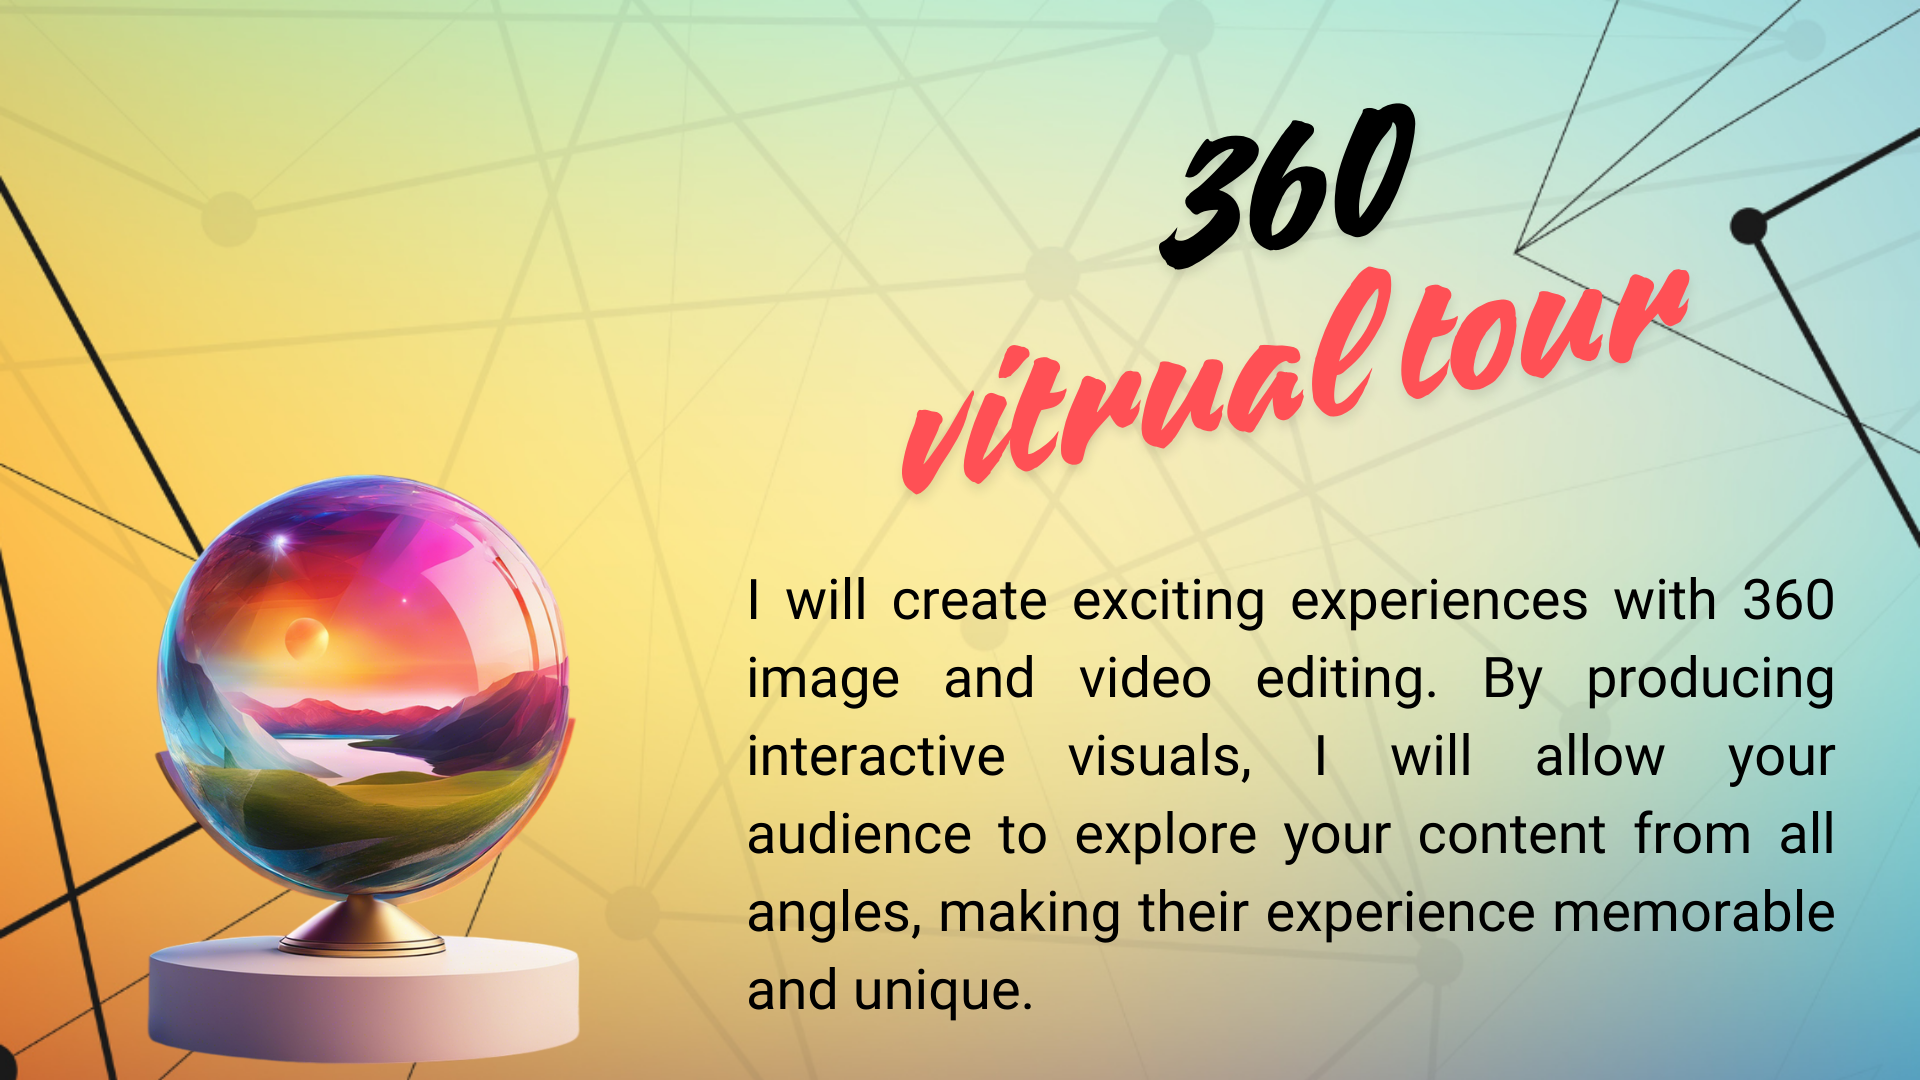 360
vitrual tour
I will create exciting experiences with 360
image and video editing. By producing
interactive visuals, I will allow your
audience to explore your content from all
angles, making their experience memorable
and unique.